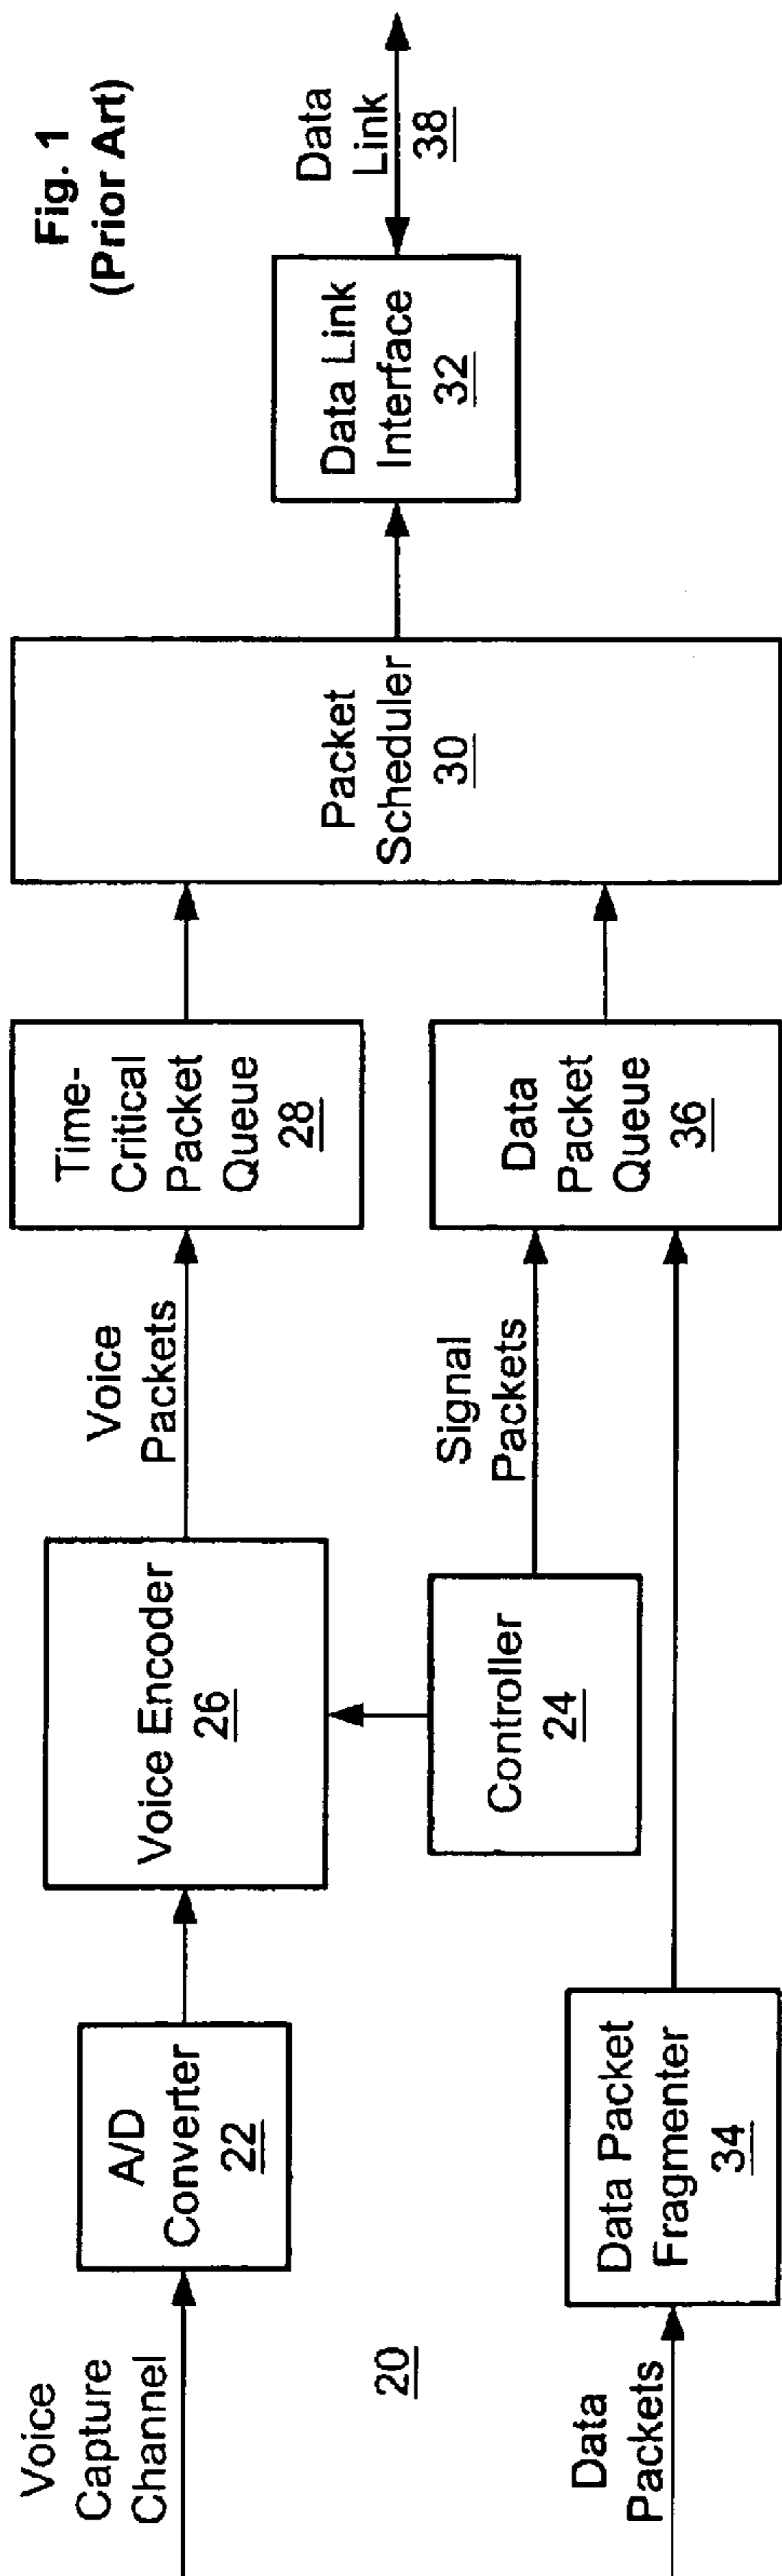 Fig. 1
(Prior Art)
Voice
Capture
Channel
A/D
Converter
22
Voice Encoder
26
Voice
Packets
Time-
Critical
Packet
Queue
28
Packet
Scheduler
30
Data Link
Interface
32
Data
Link
38
20
Controller
24
Signal
Packets
Data
Packet
Queue
36
Data
Packets
Data Packet
Fragmenter
34